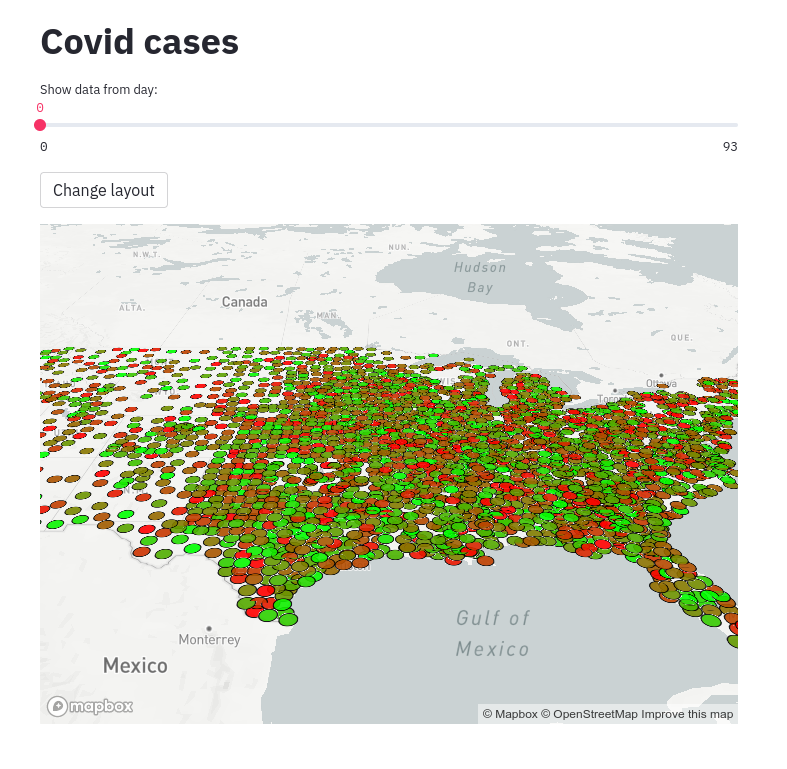 Covid cases
Show data from day:
0
0 93
Change layout
NUN.
N.W.T.
Hudson
Bay
Canada
ALTA.
MAN.
ONT.
QUE.
Ottawa
Gulf of
Mexico
Monterrey
Mexico
mapbox
© Mapbox © OpenStreetMap Improve this map